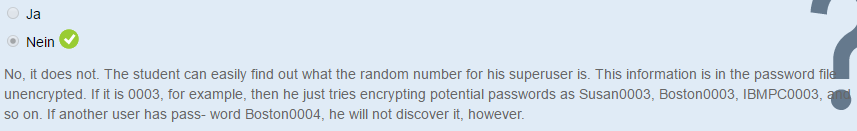 Ja
Nein
No, it does not. The student can easily find out what the random number for his superuser is. This information is in the password file
unencrypted. If it is 0003, for example, then he just tries encrypting potential passwords as Susan0003, Boston0003, IBMPC0003, and
so on. If another user has pass- word Boston0004, he will not discover it, however.
?